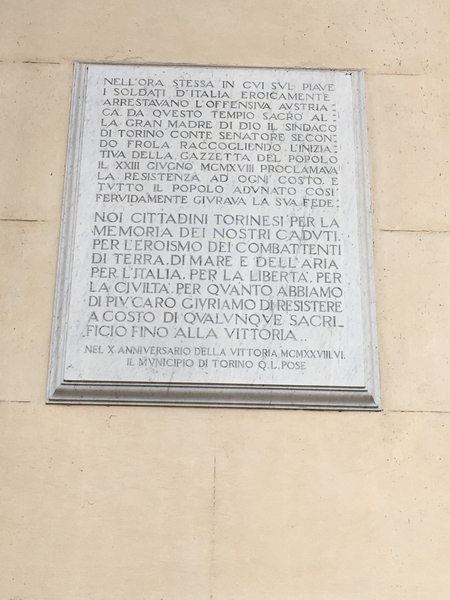 NELL'ORA STESSA IN CVI SVL PIAVE
I SOLDATI D'ITALIA EROICAMENTE
ARRESTAVANO L'OFFENSIVA AVSTRIA-
CA. DA QVESTO TEMPIO SACRO AL-
LA GRAN MADRE DI DIO IL SINDACO
DI TORINO CONTE SENATORE SECON-
DO FROLA RACCOGLIENDO L'INIZIA-
TIVA DELLA GAZZETTA DEL POPOLO
IL XXIII GIVGNO MCMXVIII PROCLAMAVA
LA RESISTENZA AD OGNI COSTO. E
TVTTO IL POPOLO ADVNATO COSÌ
FERVIDAMENTE GIVRAVA LA SVA FEDE:
NOI CITTADINI TORINESI PER LA
MEMORIA DEI NOSTRI CADVTI.
PER L'EROISMO DEI COMBATTENTI
DI TERRA, DI MARE E DELL'ARIA
PER L'ITALIA. PER LA LIBERTÀ. PER
LA CIVILTÀ. PER QVANTO ABBIAMO
DI PIV' CARO GIVRIAMO DI RESISTERE
A COSTO DI QVALVNQVE SACRI-
FICIO FINO ALLA VITTORIA...
NEL X ANNIVERSARIO DELLA VITTORIA MCMXXVIII.VI.
IL MVNICIPIO DI TORINO Q.L.POSE